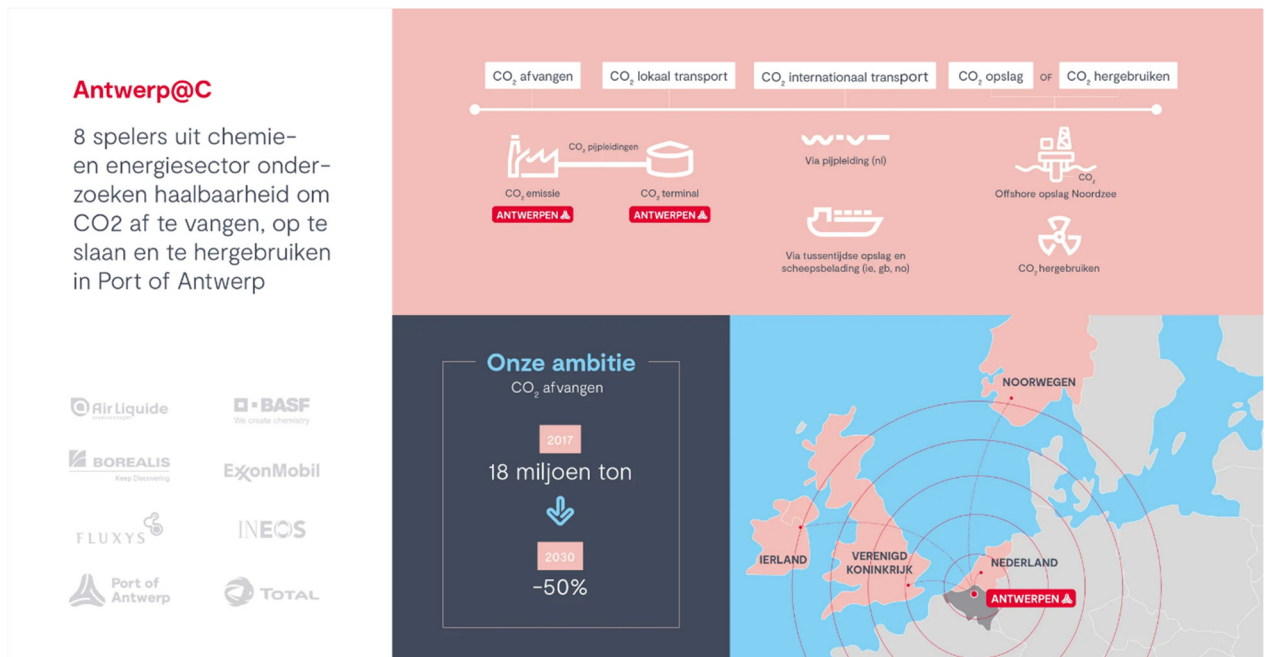 Antwerp@C
8 spelers uit chemie-
en energiesector onder-
zoeken haalbaarheid om
CO2 af te vangen, op te
slaan en te hergebruiken
in Port of Antwerp
Air Liquide
BASF
We create chemistry
BOREALIS
Keep Discovering
ExxonMobil
FLUXYS
INEOS
Port of
Antwerp
TOTAL
CO₂ afvangen
CO₂ lokaal transport
CO₂ internationaal transport
CO₂ opslag
OF
CO₂ hergebruiken
CO₂ pijpleidingen
CO₂ emissie
ANTWERPEN
CO₂ terminal
ANTWERPEN
Via pijpleiding (nl)
Via tussentijdse opslag en
scheepsbelading (ie, gb, no)
CO₂
Offshore opslag Noordzee
CO₂ hergebruiken
Onze ambitie
CO₂ afvangen
2017
18 miljoen ton
2030
-50%
NOORWEGEN
IERLAND
VERENIGD
KONINKRIJK
NEDERLAND
ANTWERPEN